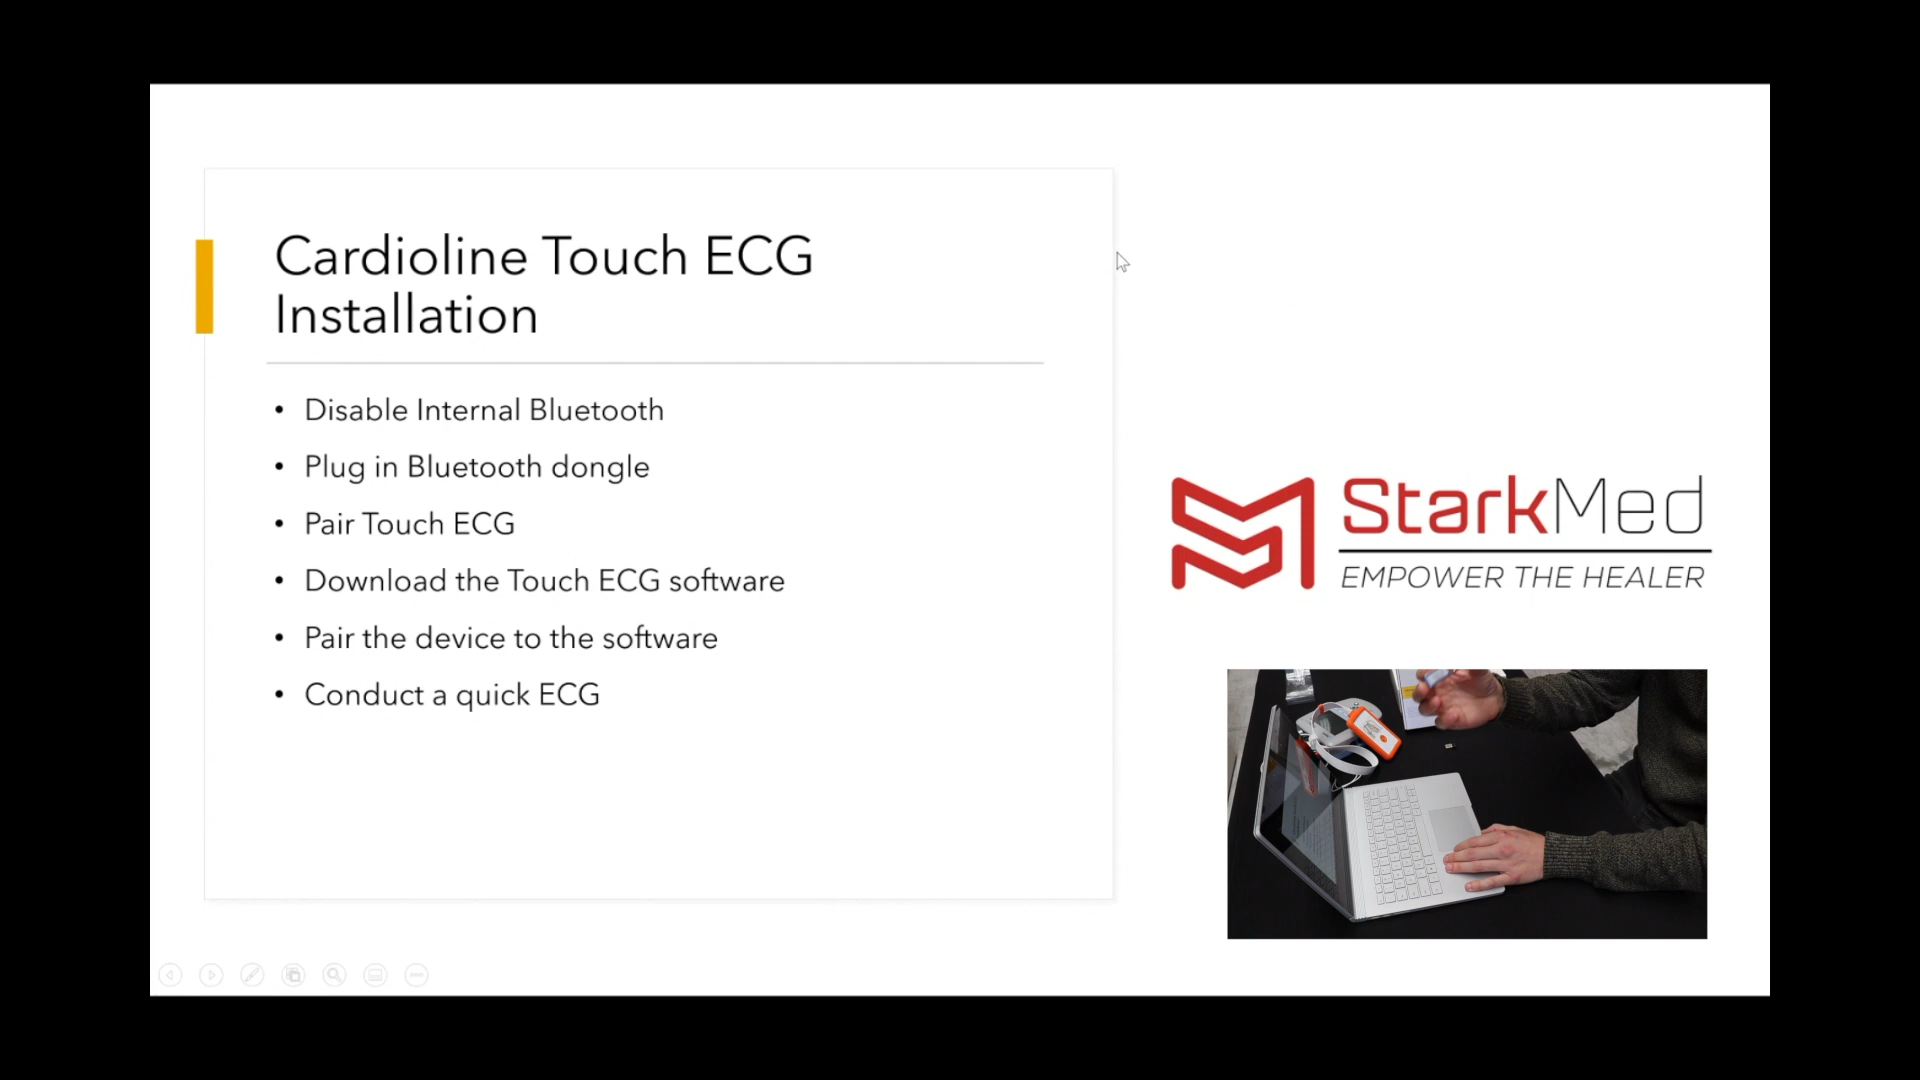 Cardioline Touch ECG
Installation
• Disable Internal Bluetooth
• Plug in Bluetooth dongle
• Pair Touch ECG
• Download the Touch ECG software
• Pair the device to the software
• Conduct a quick ECG
StarkMed
EMPOWER THE HEALER